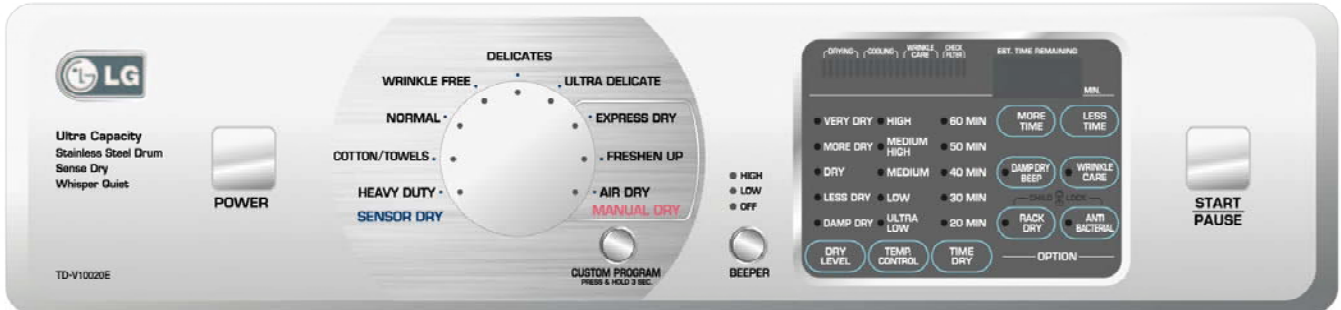 LG
Ultra Capacity
Stainless Steel Drum
Sense Dry
Whisper Quiet
TD-V10020E
POWER
DELICATES
WRINKLE FREE
ULTRA DELICATE
NORMAL
EXPRESS DRY
COTTON/TOWELS
FRESHEN UP
HEAVY DUTY
AIR DRY
SENSOR DRY
MANUAL DRY
CUSTOM PROGRAM
PRESS & HOLD 3 SEC.
HIGH
LOW
OFF
BEEPER
DRYING
COOLING
WRINKLE
CARE
CHECK
FILTER
EST. TIME REMAINING
MIN.
VERY DRY
HIGH
60 MIN
MORE DRY
MEDIUM
HIGH
50 MIN
DRY
MEDIUM
40 MIN
LESS DRY
LOW
30 MIN
DAMP DRY
ULTRA
LOW
20 MIN
DRY
LEVEL
TEMP.
CONTROL
TIME
DRY
MORE
TIME
LESS
TIME
DAMP DRY
BEEP
WRINKLE
CARE
CHILD LOCK
RACK
DRY
ANTI
BACTERIAL
OPTION
START
PAUSE